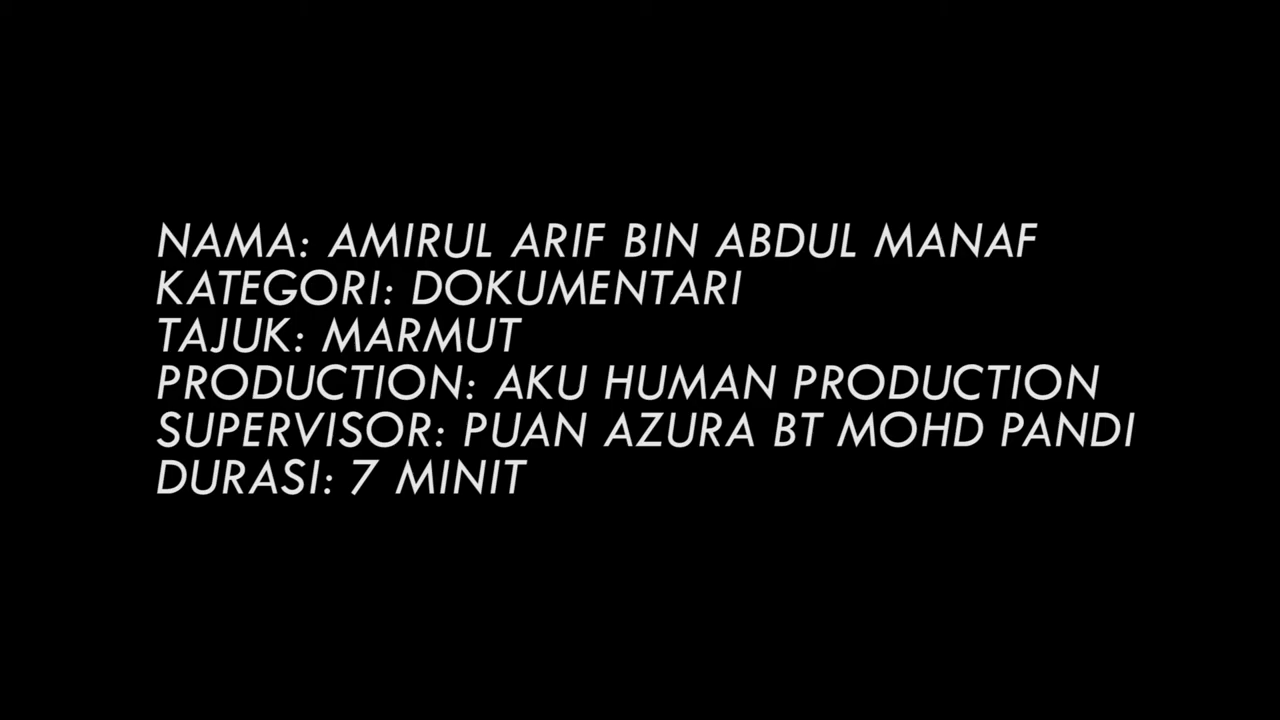 NAMA: AMIRUL ARIF BIN ABDUL MANAF
KATEGORI: DOKUMENTARI
TAJUK: MARMUT
PRODUCTION: AKU HUMAN PRODUCTION
SUPERVISOR: PUAN AZURA BT MOHD PANDI
DURASI: 7 MINIT